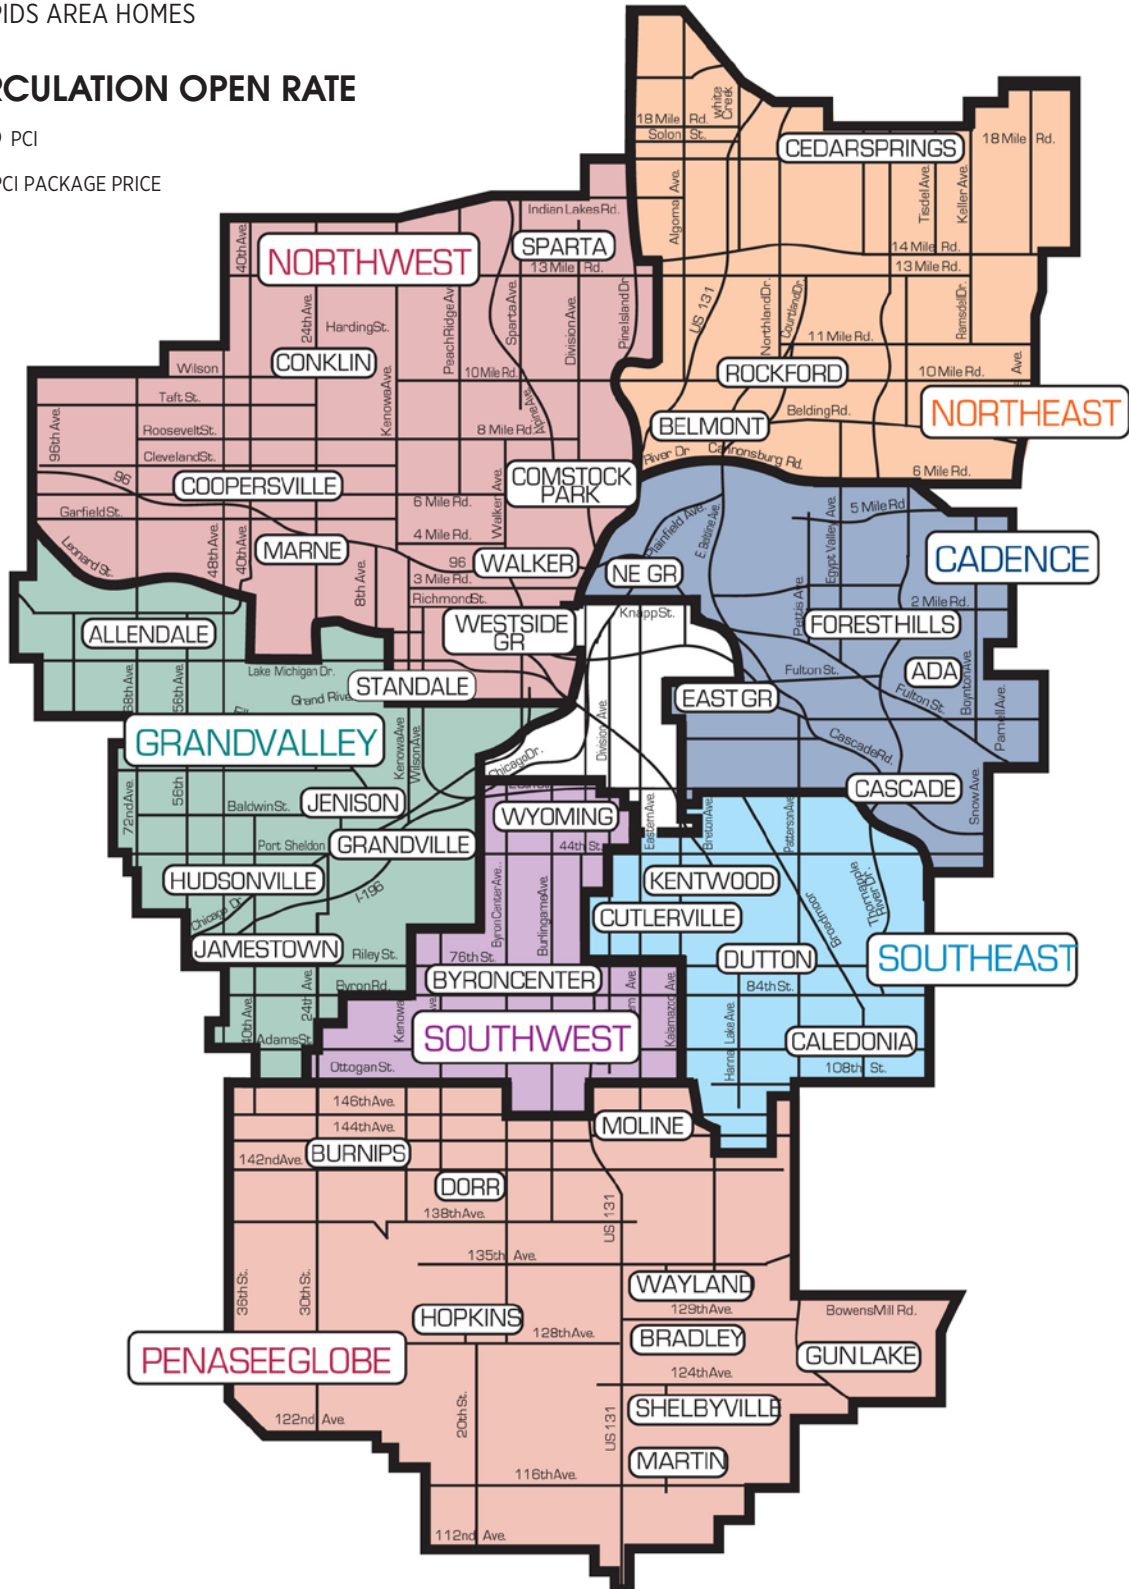 PIDS AREA HOMES
RCULATION OPEN RATE
PCI
PCI PACKAGE PRICE
white
Creek
18 Mile Rd.
Solon St.
CEDARSPRINGS
18 Mile Rd.
Algoma Ave.
Tisdel Ave.
Keller Ave.
Indian Lakes Rd.
SPARTA
13 Mile Rd.
NORTHWEST
40th Ave.
14 Mile Rd.
13 Mile Rd.
24th Ave.
Peach Ridge Ave
Sparta Ave.
Division Ave.
Pine Island Dr
US 131
Northland Dr.
Courtland Dr.
Ramsdel Dr.
Harding St.
11 Mile Rd.
CONKLIN
Wilson
10 Mile Rd.
ROCKFORD
10 Mile Rd.
Ave.
Taft St.
Kenowa Ave.
Alpine Ave.
Belding Rd.
NORTHEAST
96th Ave.
Roosevelt St.
8 Mile Rd.
BELMONT
Cleveland St.
River Dr
Cannonsburg Rd.
6 Mile Rd.
96
COOPERSVILLE
COMSTOCK
PARK
6 Mile Rd.
Walker Ave.
Garfield St.
5 Mile Rd.
Plainfield Ave.
E. Beltline Ave.
Egypt Valley Ave.
4 Mile Rd.
Leonard St.
48th Ave.
40th Ave.
MARNE
CADENCE
96
WALKER
NE GR
8th Ave.
3 Mile Rd.
Richmond St.
2 Mile Rd.
Pettis Ave.
Knapp St.
ALLENDALE
WESTSIDE
GR
FORESTHILLS
Lake Michigan Dr.
Fulton St.
ADA
STANDALE
68th Ave.
56th Ave.
Grand River
EAST GR
Fulton St.
Boynton Ave.
Parnell Ave.
GRANDVALLEY
Kenowa Ave
Wilson Ave.
Division Ave
Cascade Rd.
Chicago Dr.
72nd Ave.
56th
Baldwin St.
JENISON
CASCADE
Snow Ave.
WYOMING
Eastern Ave.
Breton Ave.
Patterson Ave
Port Sheldon
GRANDVILLE
44th St.
HUDSONVILLE
I-196
KENTWOOD
Thornapple
River Dr.
Chicago Dr.
Byron Center Ave.
Burlingame Ave.
CUTLERVILLE
Broadmoor
JAMESTOWN
Riley St.
76th St.
DUTTON
SOUTHEAST
BYRONCENTER
84th St.
Byron Rd.
24th Ave.
40th Ave.
Kenowa
Ave.
Kalamazoo Ave.
Hanna Lake Ave.
Adams St.
SOUTHWEST
CALEDONIA
Ottogan St.
108th St.
146th Ave.
144th Ave.
MOLINE
142nd Ave.
BURNIPS
DORR
138th Ave.
US 131
135th Ave.
36th St.
30th St.
WAYLAND
129th Ave.
Bowens Mill Rd.
HOPKINS
128th Ave.
BRADLEY
PENASEEGLOBE
GUN LAKE
124th Ave.
SHELBYVILLE
122nd Ave.
20th St.
US 131
MARTIN
116th Ave.
112nd Ave.